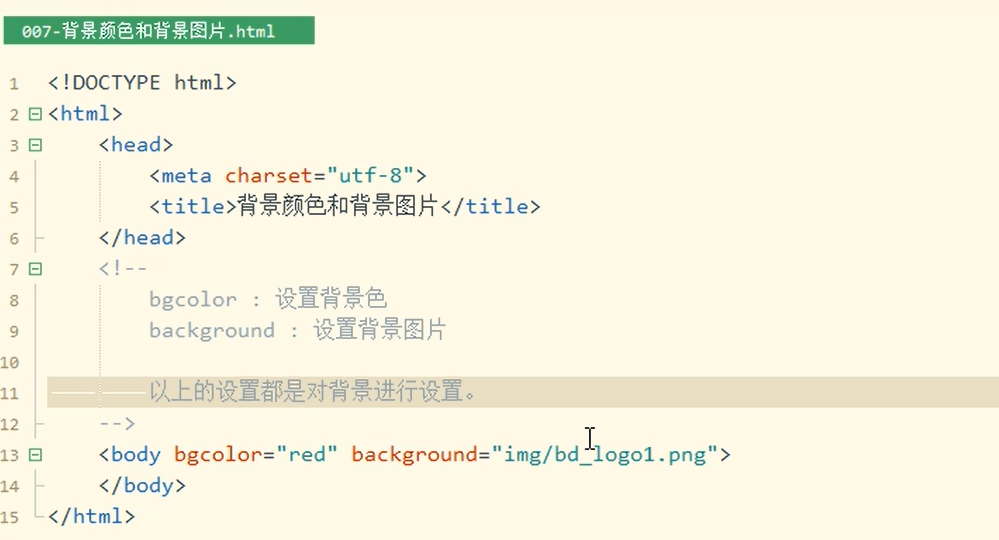 007-背景颜色和背景图片.html
1 <!DOCTYPE html>
2 <html>
3 <head>
4 <meta charset="utf-8">
5 <title>背景颜色和背景图片</title>
6 </head>
7 <!--
8 bgcolor : 设置背景色
9 background : 设置背景图片
10
11 以上的设置都是对背景进行设置。
12 -->
13 <body bgcolor="red" background="img/bd_logo1.png">
14 </body>
15 </html>